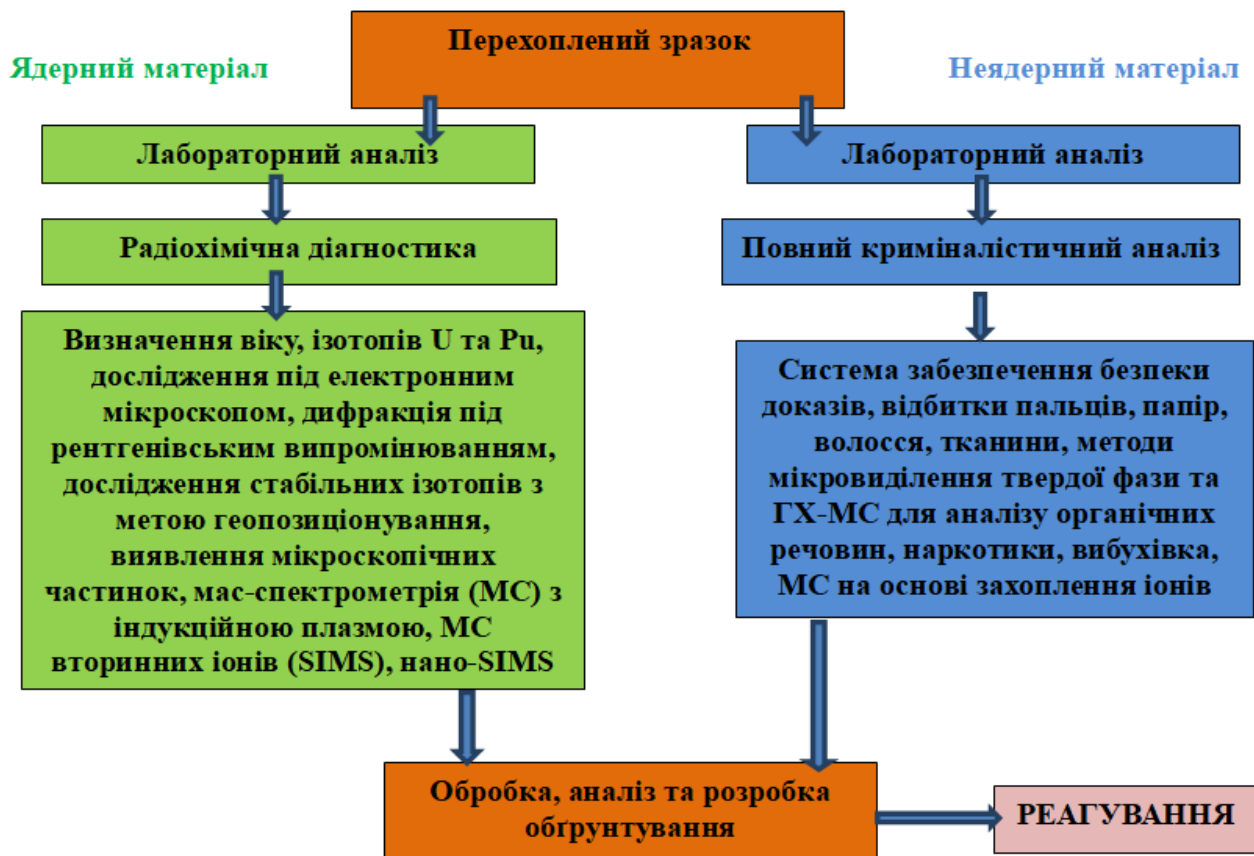 Перехоплений зразок
Ядерний матеріал
Неядерний матеріал
Лабораторний аналіз
Лабораторний аналіз
Радіохімічна діагностика
Повний криміналістичний аналіз
Визначення віку, ізотопів U та Pu,
дослідження під електронним
мікроскопом, дифракція під
рентгенівським випромінюванням,
дослідження стабільних ізотопів з
метою геопозиціонування,
виявлення мікроскопічних
частинок, мас-спектрометрія (МС) з
індукційною плазмою, МС
вторинних іонів (SIMS), нано-SIMS
Система забезпечення безпеки
доказів, відбитки пальців, папір,
волосся, тканини, методи
мікровиділення твердої фази та
ГХ-МС для аналізу органічних
речовин, наркотики, вибухівка,
МС на основі захоплення іонів
Обробка, аналіз та розробка
обґрунтування
РЕАГУВАННЯ